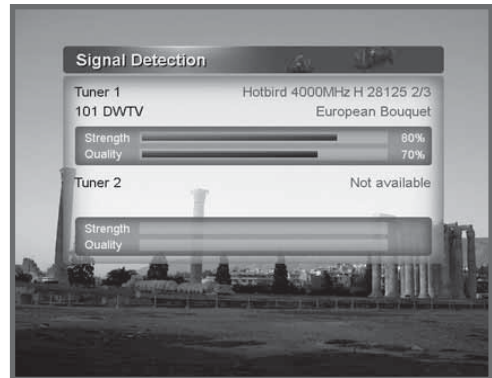 Signal Detection
Tuner 1 Hotbird 4000MHz H 28125 2/3
101 DWTV European Bouquet
Strength 80%
Quality 70%
Tuner 2 Not available
Strength
Quality